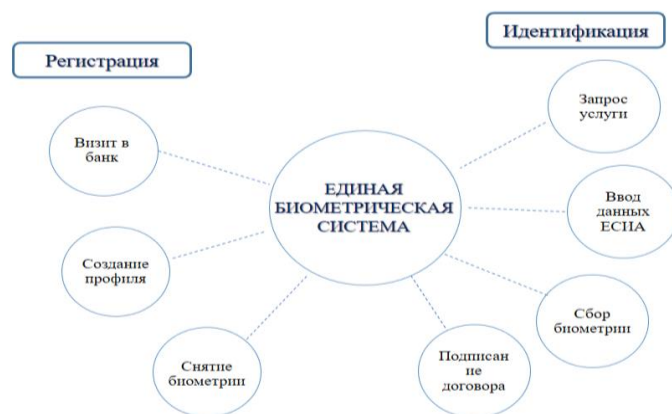 Регистрация
Идентификация
Визит в
банк
Создание
профиля
Снятие
биометрии
ЕДИНАЯ
БИОМЕТРИЧЕСКАЯ
СИСТЕМА
Запрос
услуги
Ввод
данных
ЕСИА
Сбор
биометрии
Подписан
ие
договора